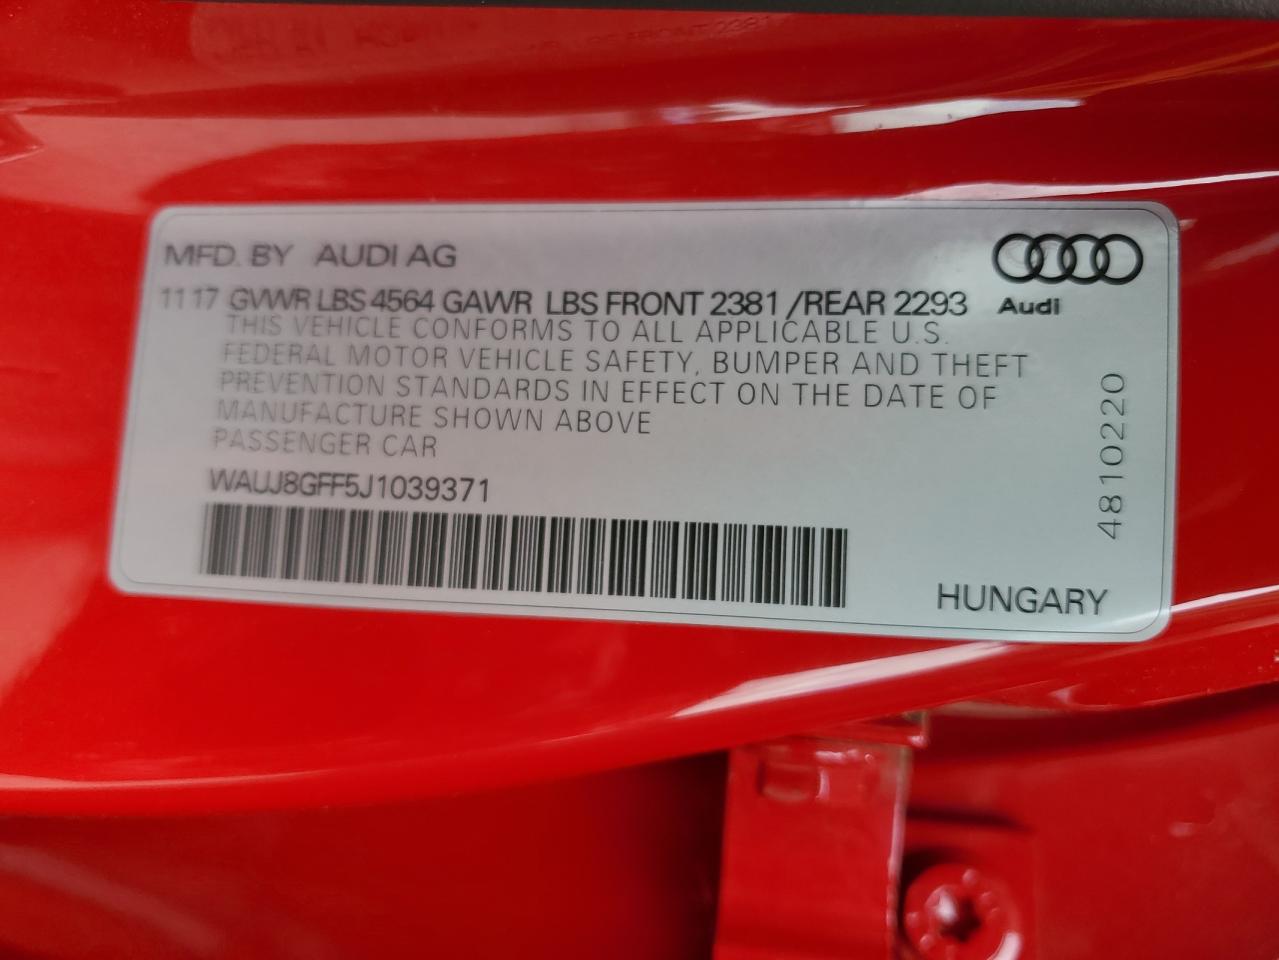 MFD. BY AUDI AG
11 17 GVWR LBS 4564 GAWR LBS FRONT 2381 /REAR 2293
Audi
THIS VEHICLE CONFORMS TO ALL APPLICABLE U.S.
FEDERAL MOTOR VEHICLE SAFETY, BUMPER AND THEFT
PREVENTION STANDARDS IN EFFECT ON THE DATE OF
MANUFACTURE SHOWN ABOVE
PASSENGER CAR
WAUJ8GFF5J1039371
48102220
HUNGARY